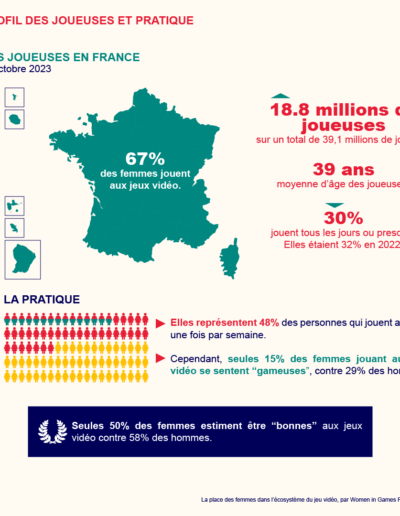 OFIL DES JOUEUSES ET PRATIQUE
S JOUEUSES EN FRANCE
ctobre 2023
67%
des femmes jouent
aux jeux vidéo.
18.8 millions d
joueuses
sur un total de 39,1 millions de jo
39 ans
moyenne d'âge des joueuse
30%
jouent tous les jours ou presq
Elles étaient 32% en 2022
LA PRATIQUE
Elles représentent 48% des personnes qui jouent a
une fois par semaine.
Cependant, seules 15% des femmes jouant au
vidéo se sentent “gameuses”, contre 29% des ho
Seules 50% des femmes estiment être “bonnes” aux jeux
vidéo contre 58% des hommes.
La place des femmes dans l'écosystème du jeu vidéo, par Women in Games F